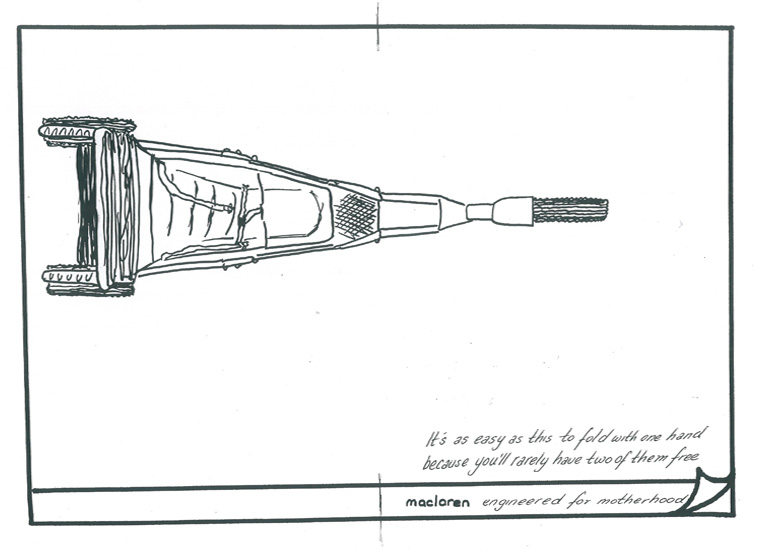 It's as easy as this to fold with one hand
because you'll rarely have two of them free
maclaren engineered for motherhood